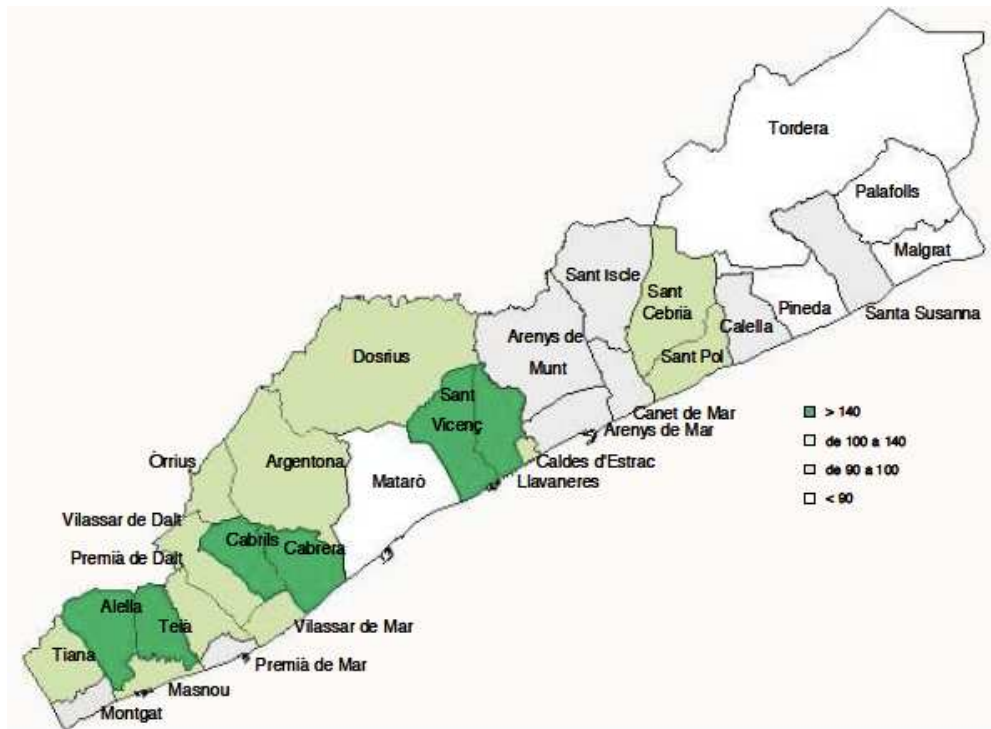 Tordera
Palafolls
Malgrat
Sant Iscle
Sant
Cebrià
Pineda
Santa Susanna
Calella
Arenys de
Munt
Dosrius
Sant Pol
Sant
Vicenç
Canet de Mar
Arenys de Mar
> 140
de 100 a 140
de 90 a 100
< 90
Òrrius
Argentona
Caldes d'Estrac
Matarò
Llavaneres
Vilassar de Dalt
Cabrils
Cabrera
Premià de Dalt
Alella
Teià
Vilassar de Mar
Tiana
Premià de Mar
Masnou
Montgat